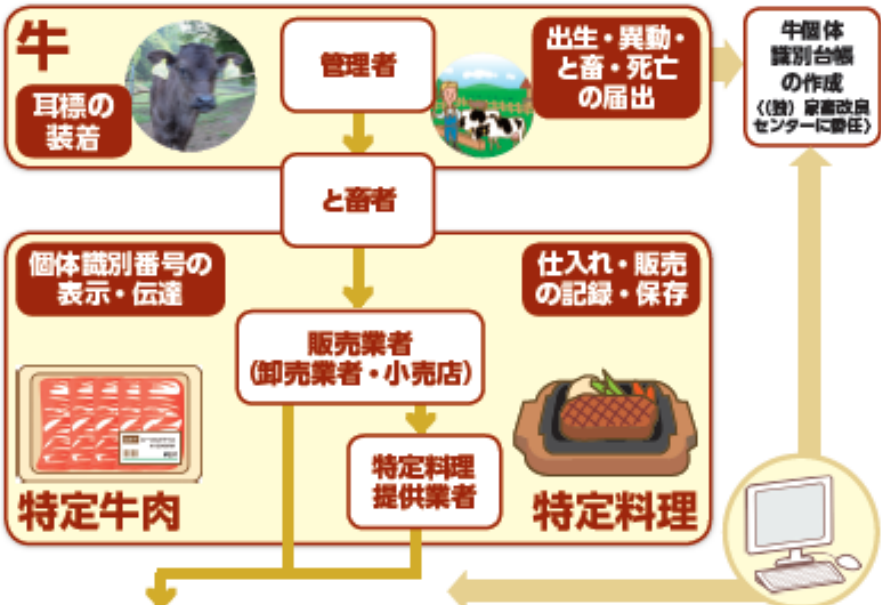 牛
耳標の
装着
管理者
出生・異動・
と畜・死亡
の届出
牛個体
識別台帳
の作成
〈(独) 家畜改良
センターに委任〉
と畜者
個体識別番号の
表示・伝達
仕入れ・販売
の記録・保存
販売業者
(卸売業者・小売店)
特定料理
提供業者
特定牛肉
特定料理